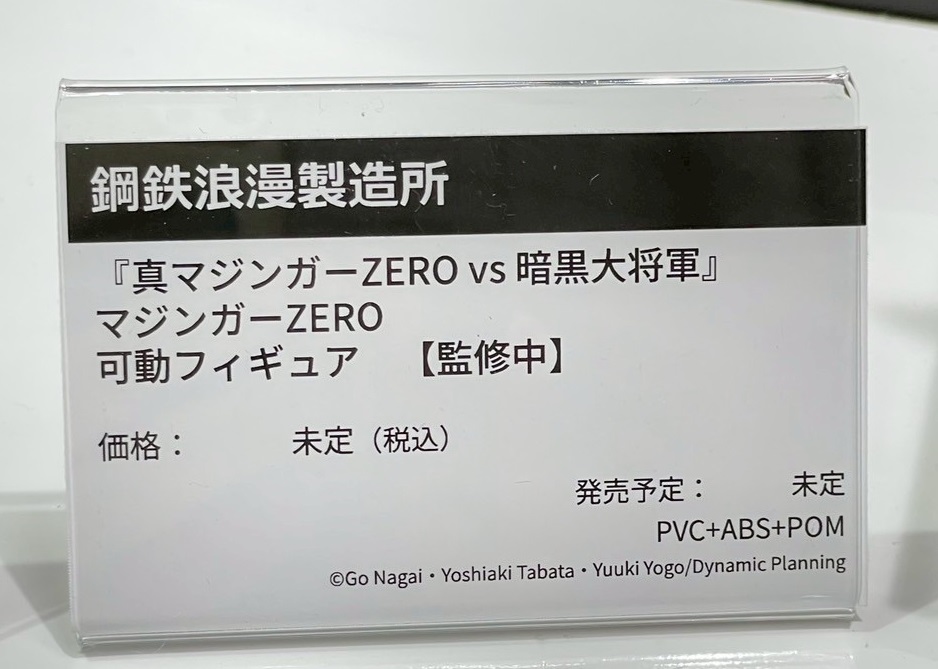 鋼鉄浪漫製造所
『真マジンガーZERO vs 暗黒大将軍』
マジンガーZERO
可動フィギュア　【監修中】
価格：　未定（税込）
発売予定：　未定
PVC+ABS+POM
©Go Nagai・Yoshiaki Tabata・Yuuki Yogo/Dynamic Planning